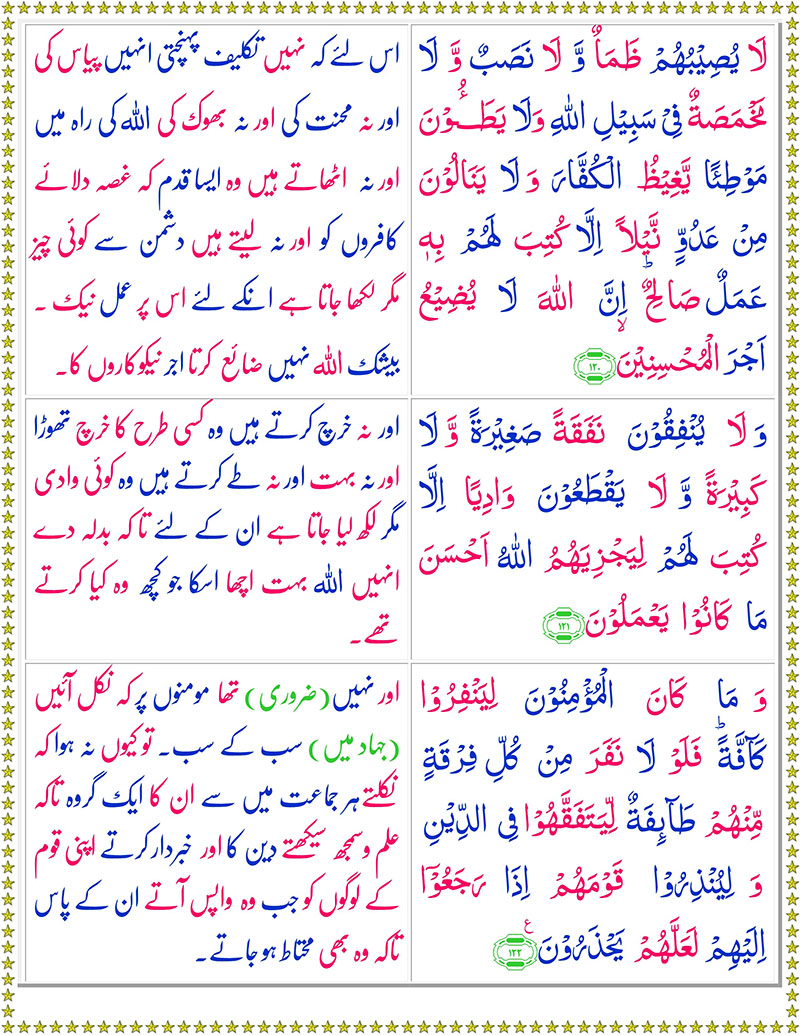 لَا يُصِيْبُهُمْ ظَمَاٌ وَّ لَا نَصَبٌ وَّ لَا
مَخْمَصَةٌ فِيْ سَبِيْلِ اللهِ وَلَا يَطَـُٔوْنَ
مَوْطِئًا يَّغِيْظُ الْكُفَّارَ وَ لَا يَنَالُوْنَ
مِنْ عَدُوٍّ نَّيْلاً اِلَّا كُتِبَ لَهُمْ بِهٖ
عَمَلٌ صَالِحٌ ؕ اِنَّ اللهَ لَا يُضِيْعُ
اَجْرَ الْمُحْسِنِيْنَ ۙ ۱۲۰
اس لئے کہ نہیں تکلیف پہنچتی انہیں پیاس کی
اور نہ محنت کی اور نہ بھوک کی اللہ کی راہ میں
اور نہ اٹھاتے ہیں وہ ایسا قدم کہ غصہ دلائے
کافروں کو اور نہ لیتے ہیں دشمن سے کوئی چیز
مگر لکھا جاتا ہے انکے لئے اس پر عمل نیک ۔
بیشک اللہ نہیں ضائع کرتا اجر نیکوکاروں کا۔
وَ لَا يُنْفِقُوْنَ نَفَقَةً صَغِيْرَةً وَّ لَا
كَبِيْرَةً وَّ لَا يَقْطَعُوْنَ وَادِيًا اِلَّا
كُتِبَ لَهُمْ لِيَجْزِيَهُمُ اللهُ اَحْسَنَ
مَا كَانُوْا يَعْمَلُوْنَ ۱۲۱
اور نہ خرچ کرتے ہیں وہ کسی طرح کا خرچ تھوڑا
اور نہ بہت اور نہ طے کرتے ہیں وہ کوئی وادی
مگر لکھ لیا جاتا ہے ان کے لئے تاکہ بدلہ دے
انہیں اللہ بہت اچھا اسکا جو کچھ وہ کیا کرتے
تھے۔
وَ مَا كَانَ الْمُؤْمِنُوْنَ لِيَنْفِرُوْا
كَآفَّةً ؕ فَلَوْ لَا نَفَرَ مِنْ كُلِّ فِرْقَةٍ
مِّنْهُمْ طَآىِٕفَةٌ لِّيَتَفَقَّهُوْا فِى الدِّيْنِ
وَ لِيُنْذِرُوْا قَوْمَهُمْ اِذَا رَجَعُوْۤا
اِلَيْهِمْ لَعَلَّهُمْ يَحْذَرُوْنَ ع ۱۲۲
اور نہیں (ضروری) تھا مومنوں پر کہ نکل آئیں
(جہاد میں) سب کے سب۔ تو کیوں نہ ہوا کہ
نکلتے ہر جماعت میں سے ان کا ایک گروہ تاکہ
علم و سمجھ سیکھتے دین کا اور خبردار کرتے اپنی قوم
کے لوگوں کو جب وہ واپس آتے ان کے پاس
تاکہ وہ بھی محتاط ہو جاتے۔